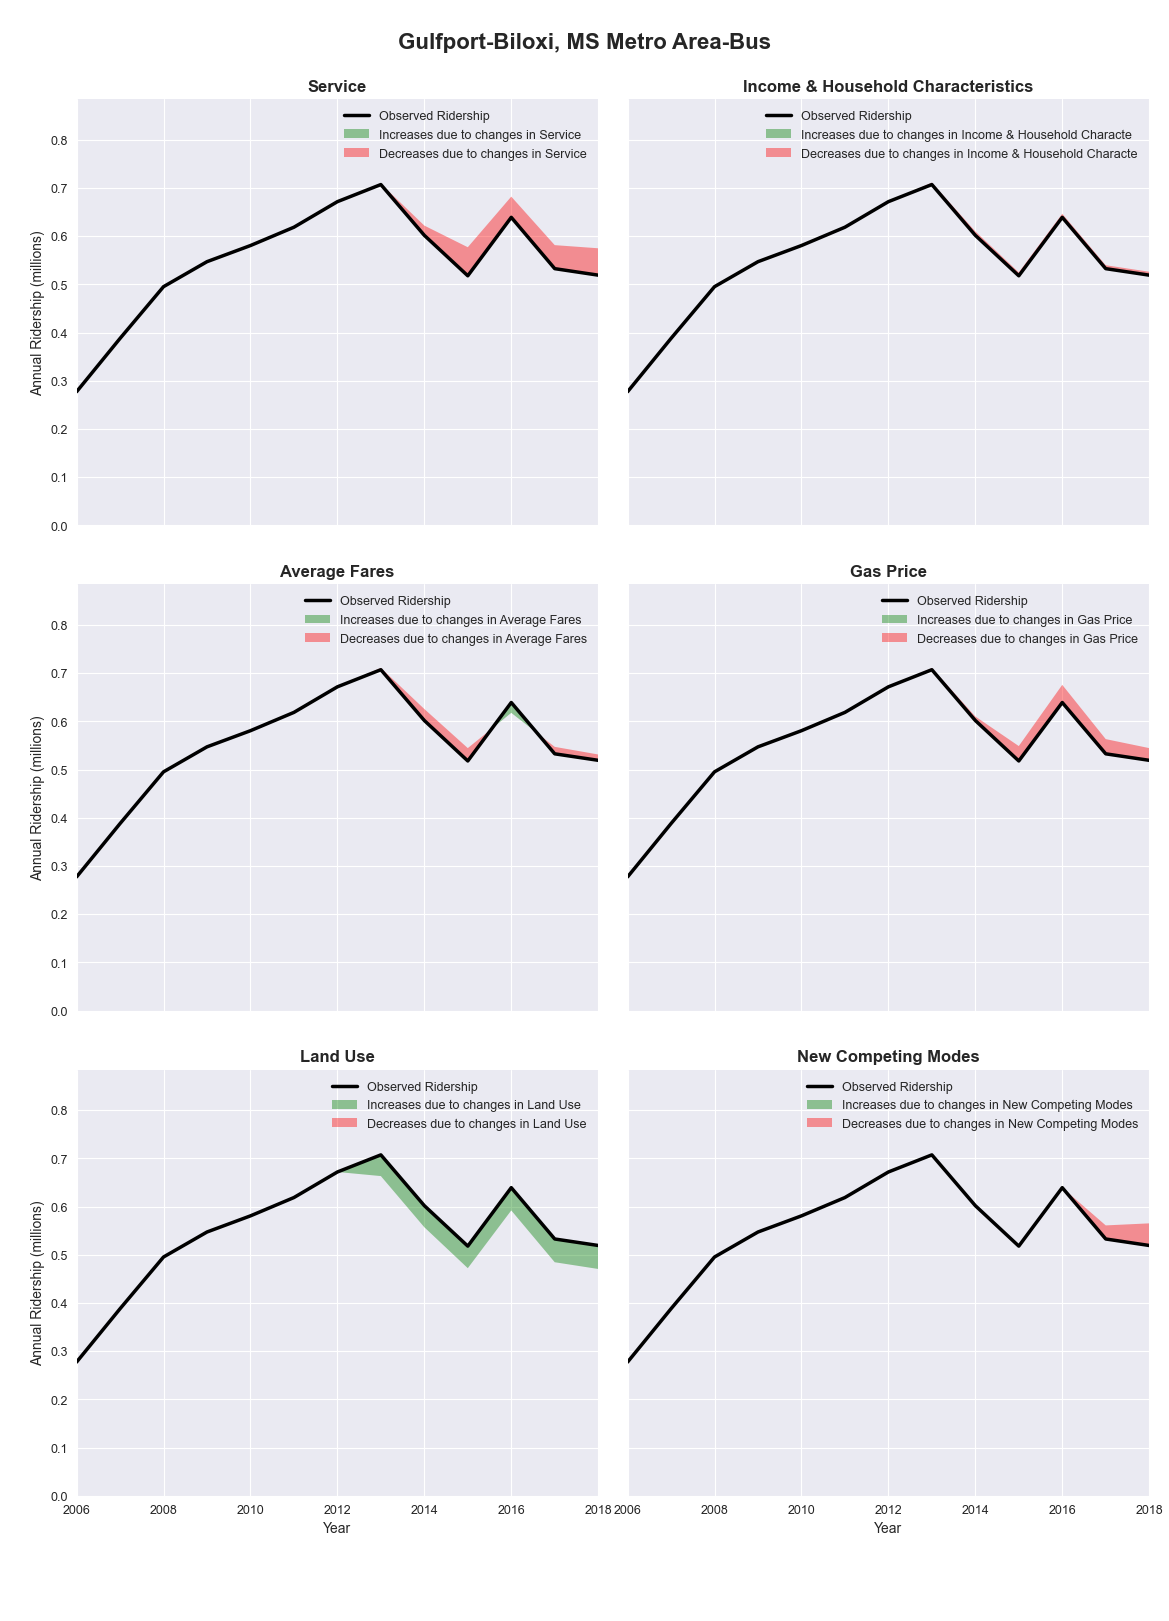 Gulfport-Biloxi, MS Metro Area-Bus
Service
Observed Ridership
Increases due to changes in Service
Decreases due to changes in Service
0.8
0.7
0.6
0.5
0.4
0.3
0.2
0.1
0.0
Annual Ridership (millions)
Income & Household Characteristics
Observed Ridership
Increases due to changes in Income & Household Characte
Decreases due to changes in Income & Household Characte
Average Fares
Observed Ridership
Increases due to changes in Average Fares
Decreases due to changes in Average Fares
0.8
0.7
0.6
0.5
0.4
0.3
0.2
0.1
0.0
Annual Ridership (millions)
Gas Price
Observed Ridership
Increases due to changes in Gas Price
Decreases due to changes in Gas Price
Land Use
Observed Ridership
Increases due to changes in Land Use
Decreases due to changes in Land Use
0.8
0.7
0.6
0.5
0.4
0.3
0.2
0.1
0.0
Annual Ridership (millions)
2006 2008 2010 2012 2014 2016 2018
Year
New Competing Modes
Observed Ridership
Increases due to changes in New Competing Modes
Decreases due to changes in New Competing Modes
2006 2008 2010 2012 2014 2016 2018
Year